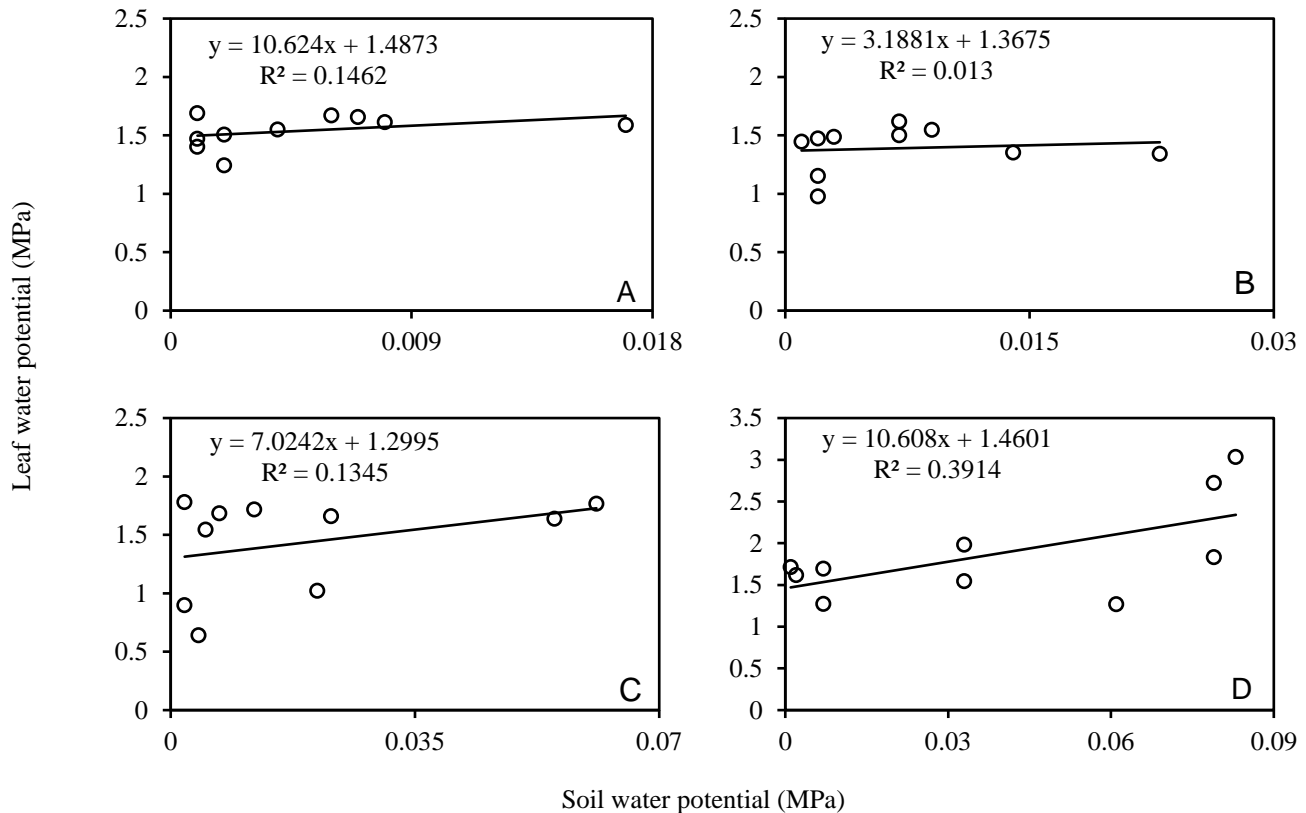 Leaf water potential (MPa)
2.5
2
1.5
1
0.5
0
y = 10.624x + 1.4873
R² = 0.1462
A
0
0.009
0.018
2.5
2
1.5
1
0.5
0
y = 3.1881x + 1.3675
R² = 0.013
B
0
0.015
0.03
2.5
2
1.5
1
0.5
0
y = 7.0242x + 1.2995
R² = 0.1345
C
0
0.035
0.07
3.5
3
2.5
2
1.5
1
0.5
0
y = 10.608x + 1.4601
R² = 0.3914
D
0
0.03
0.06
0.09
Soil water potential (MPa)